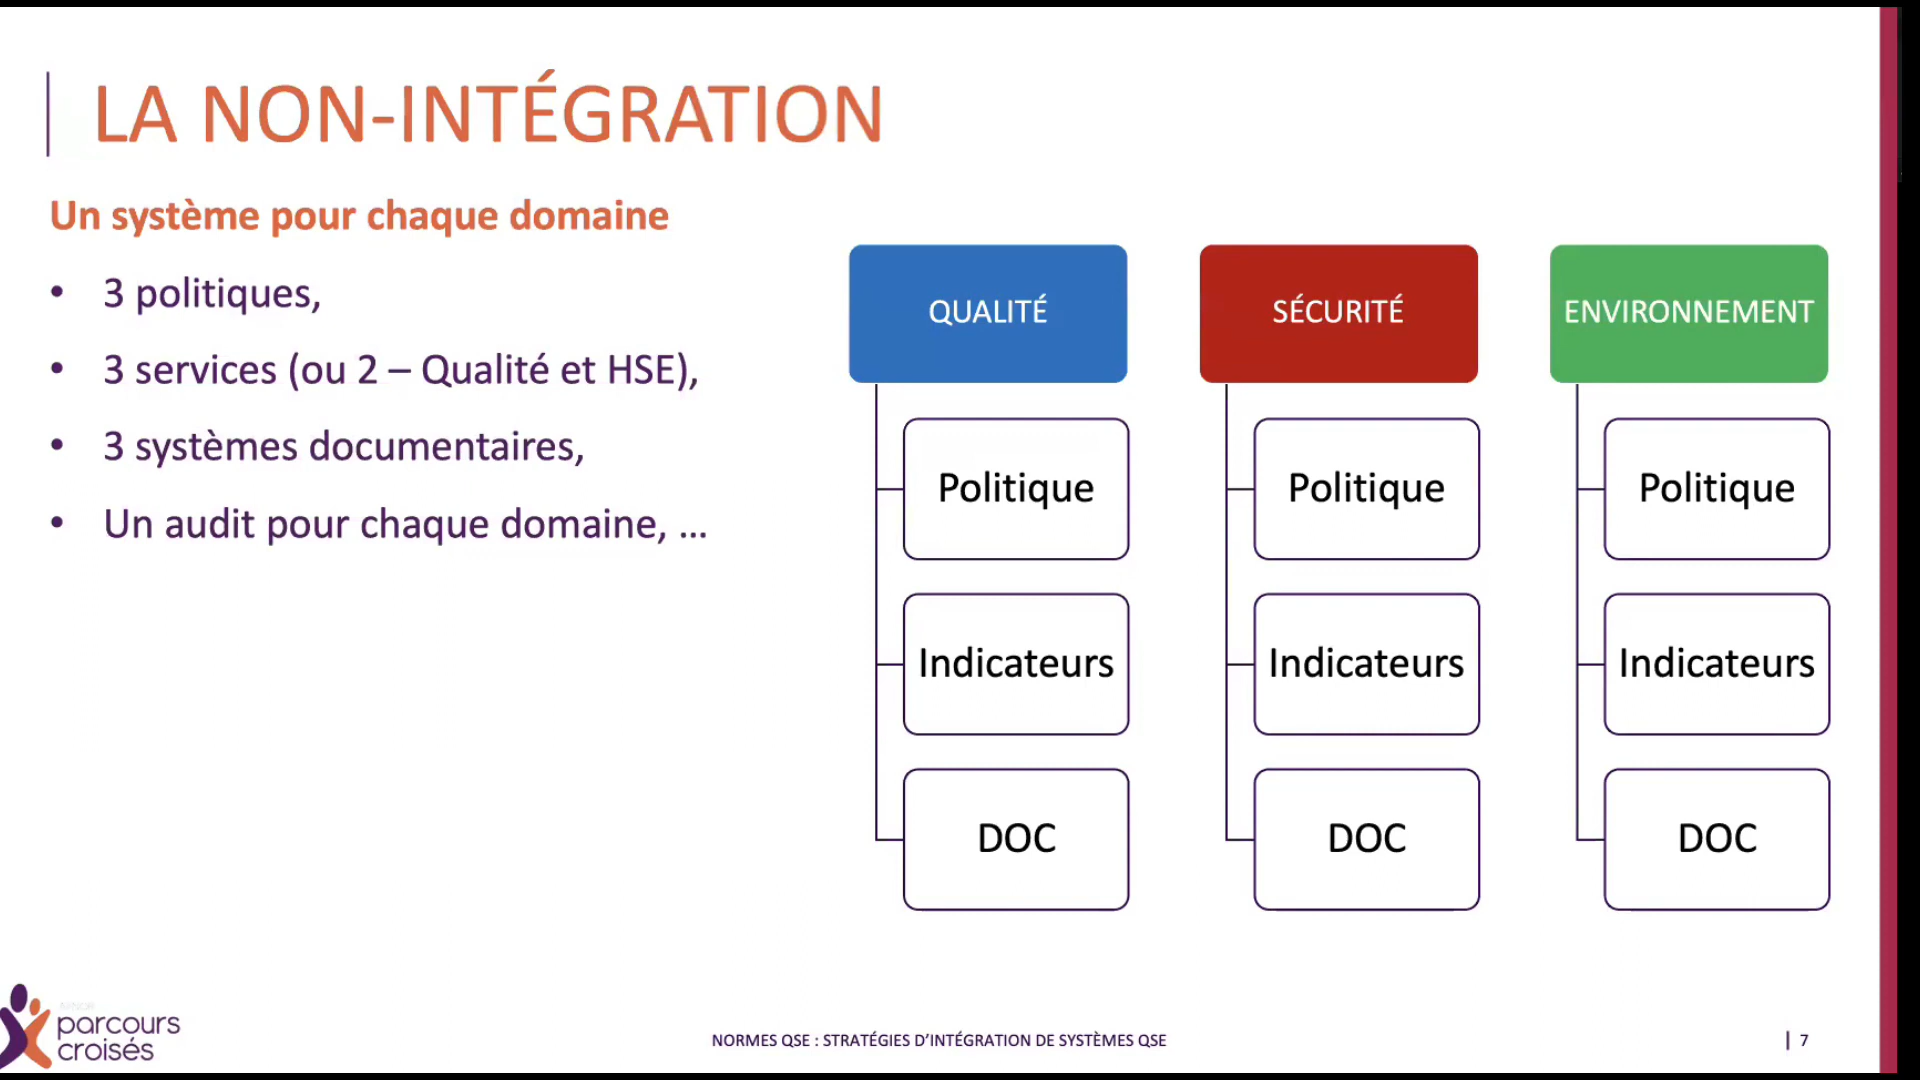 LA NON-INTÉGRATION
Un système pour chaque domaine
• 3 politiques,
• 3 services (ou 2 – Qualité et HSE),
• 3 systèmes documentaires,
• Un audit pour chaque domaine, ...
QUALITÉ
Politique
Indicateurs
DOC
SÉCURITÉ
Politique
Indicateurs
DOC
ENVIRONNEMENT
Politique
Indicateurs
DOC
parcours
croisés
NORMES QSE : STRATÉGIES D’INTÉGRATION DE SYSTÈMES QSE
| 7